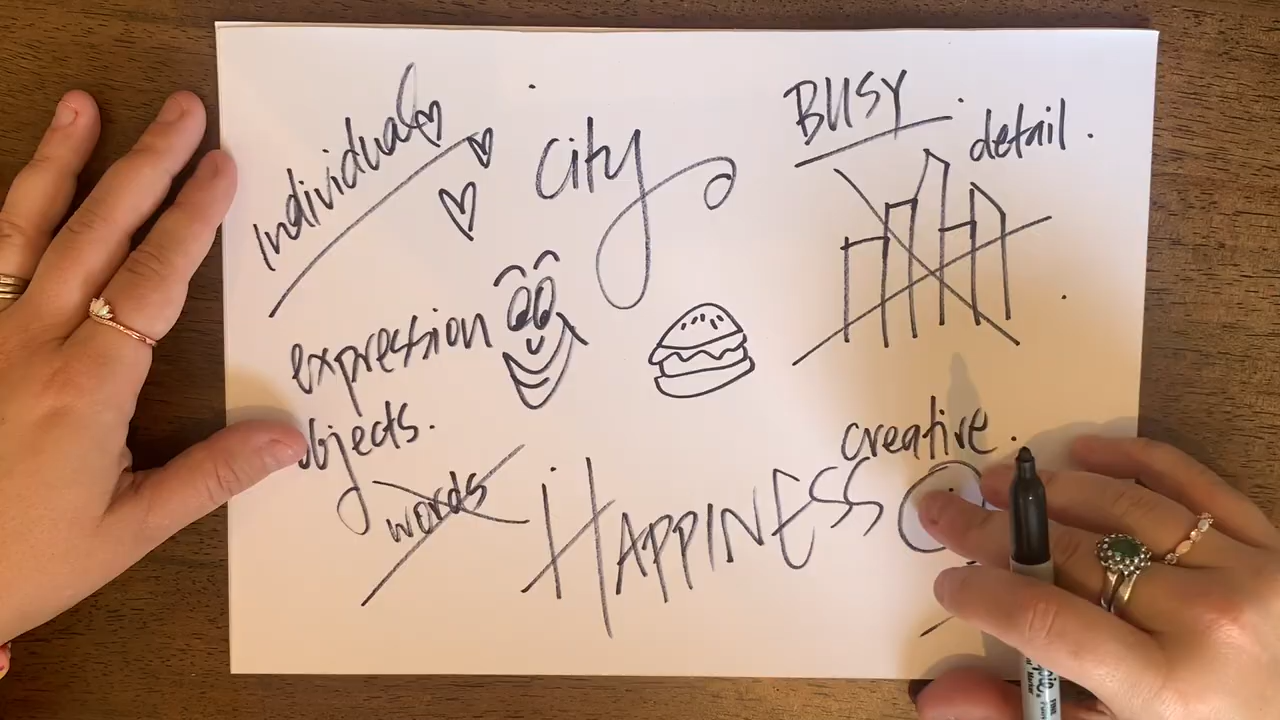 Individual
city
BUSY
detail.
expression
objects.
words
creative.
HAPPINESS